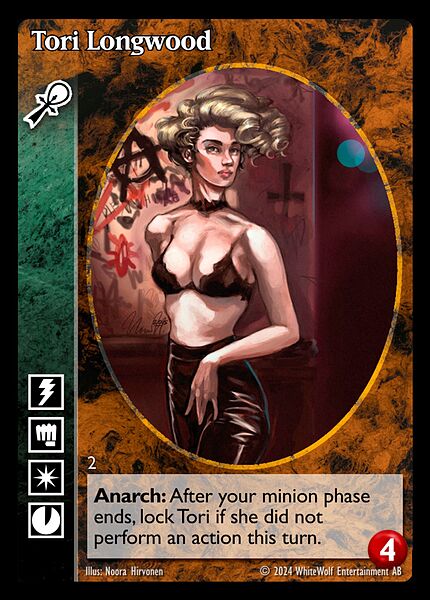 Tori Longwood
2
Anarch: After your minion phase
ends, lock Tori if she did not
perform an action this turn.
4
Illus: Noora Hirvonen
© 2024 WhiteWolf Entertainment AB